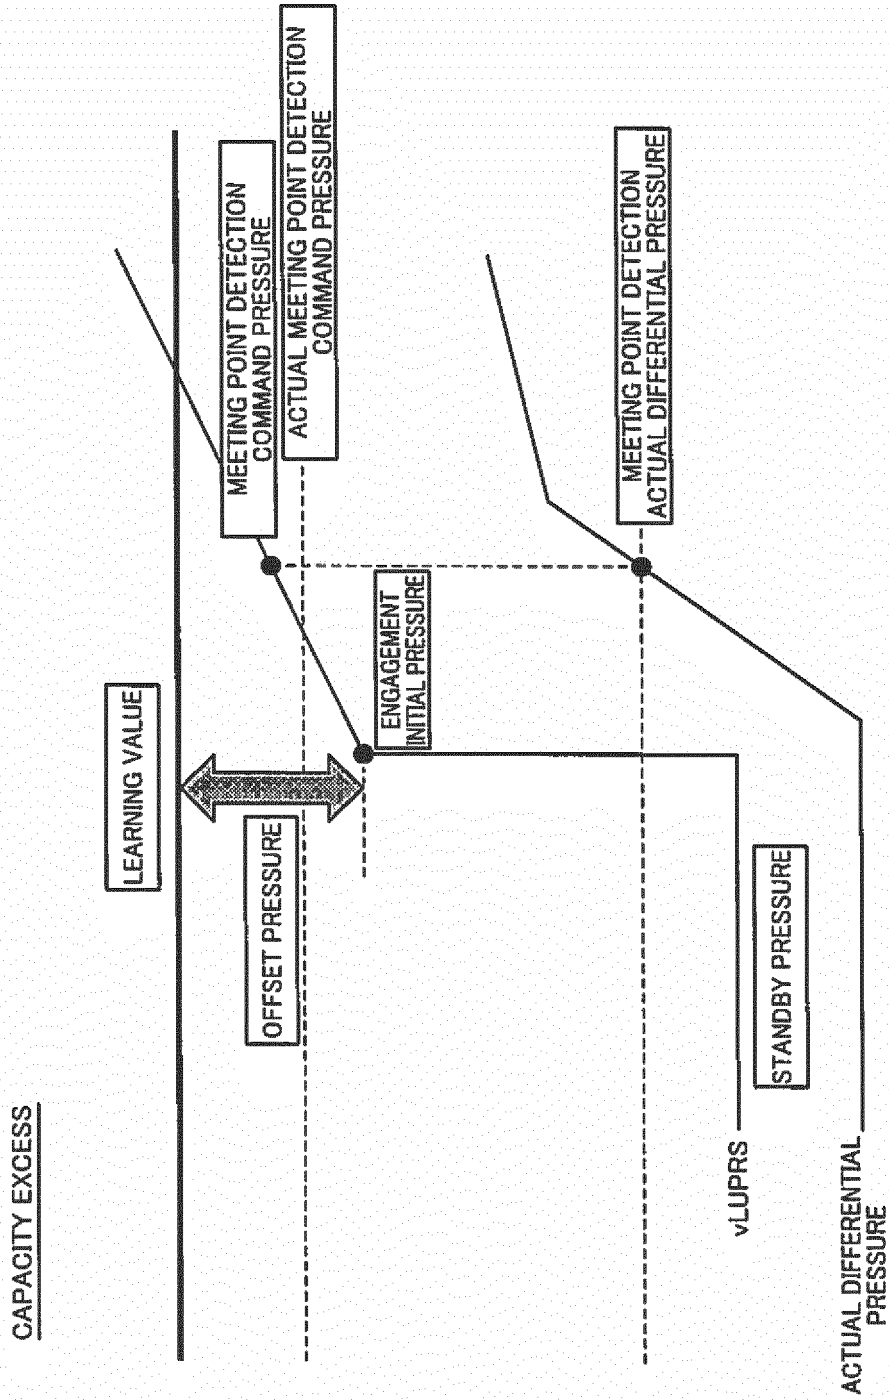 CAPACITY EXCESS
LEARNING VALUE
OFFSET PRESSURE
MEETING POINT DETECTION
COMMAND PRESSURE
ACTUAL MEETING POINT DETECTION
COMMAND PRESSURE
ENGAGEMENT
INITIAL PRESSURE
MEETING POINT DETECTION
ACTUAL DIFFERENTIAL PRESSURE
vLUPRS
STANDBY PRESSURE
ACTUAL DIFFERENTIAL
PRESSURE